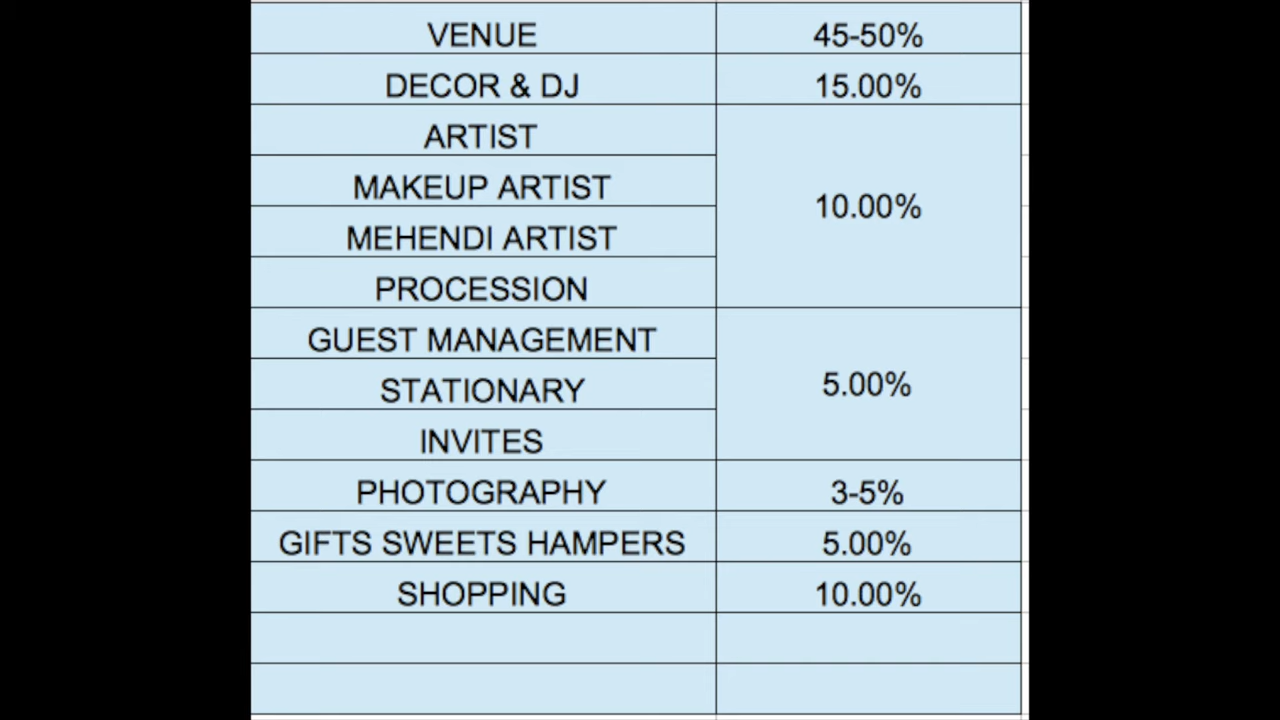 VENUE 45-50%
DECOR & DJ 15.00%
ARTIST
MAKEUP ARTIST
10.00%
MEHENDI ARTIST
PROCESSION
GUEST MANAGEMENT
STATIONARY
5.00%
INVITES
PHOTOGRAPHY 3-5%
GIFTS SWEETS HAMPERS 5.00%
SHOPPING 10.00%